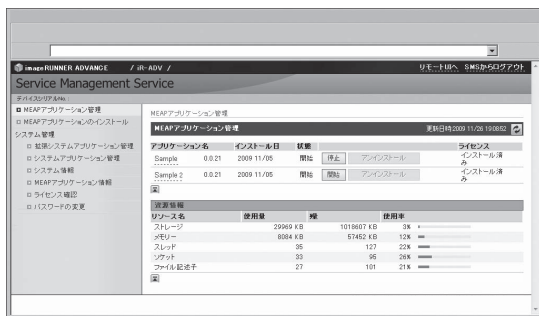 imageRUNNER ADVANCE / iR-ADV / リモートUIへ SMSからログアウト
Service Management Service
デバイスシリアルNo.:
MEAPアプリケーション管理
MEAPアプリケーションのインストール
システム管理
拡張システムアプリケーション管理
システムアプリケーション管理
システム情報
MEAPアプリケーション情報
ライセンス確認
パスワードの変更
MEAPアプリケーション管理
MEAPアプリケーション管理 更新日時:2009 11/26 19:08:52
アプリケーション名 インストール日 状態 ライセンス
Sample 0.0.21 2009 11/05 開始 停止 アンインストール インストール済み
Sample 2 0.0.21 2009 11/05 開始 開始 アンインストール インストール済み
資源情報
リソース名 使用量 残量 使用率
ストレージ 29969 KB 1018607 KB 3%
メモリー 8084 KB 57452 KB 12%
スレッド 35 127 22%
ソケット 33 95 26%
ファイル記述子 27 101 21%